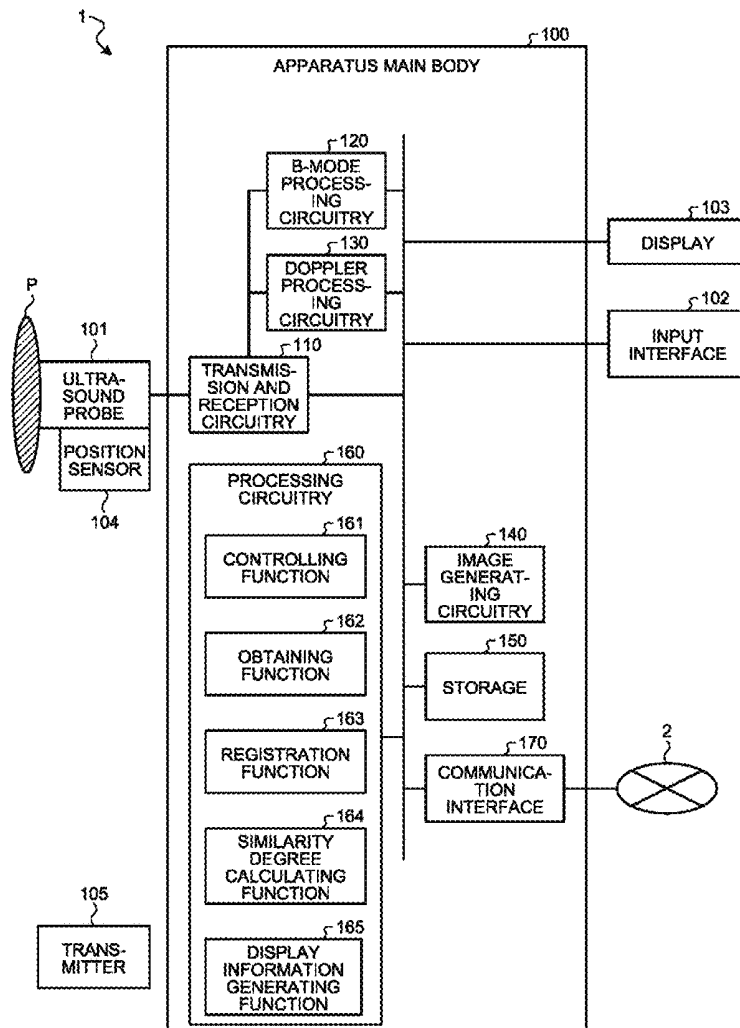 1
100
APPARATUS MAIN BODY
120
B-MODE
PROCESS-
ING
CIRCUITRY
103
DISPLAY
130
DOPPLER
PROCESS-
ING
CIRCUITRY
102
INPUT
INTERFACE
P
101
ULTRA-
SOUND
PROBE
110
TRANSMIS-
SION AND
RECEPTION
CIRCUITRY
POSITION
SENSOR
104
160
PROCESSING
CIRCUITRY
161
CONTROLLING
FUNCTION
140
IMAGE
GENERAT-
ING
CIRCUITRY
162
OBTAINING
FUNCTION
150
STORAGE
163
REGISTRATION
FUNCTION
170
COMMUNICA-
TION
INTERFACE
2
164
SIMILARITY
DEGREE
CALCULATING
FUNCTION
105
TRANS-
MITTER
165
DISPLAY
INFORMATION
GENERATING
FUNCTION